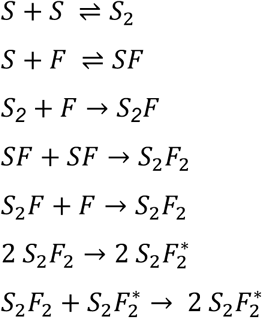 S + S ⇌ S₂
S + F ⇌ SF
S₂ + F → S₂F
SF + SF → S₂F₂
S₂F + F → S₂F₂
2 S₂F₂ → 2 S₂F₂*
S₂F₂ + S₂F₂* → 2 S₂F₂*